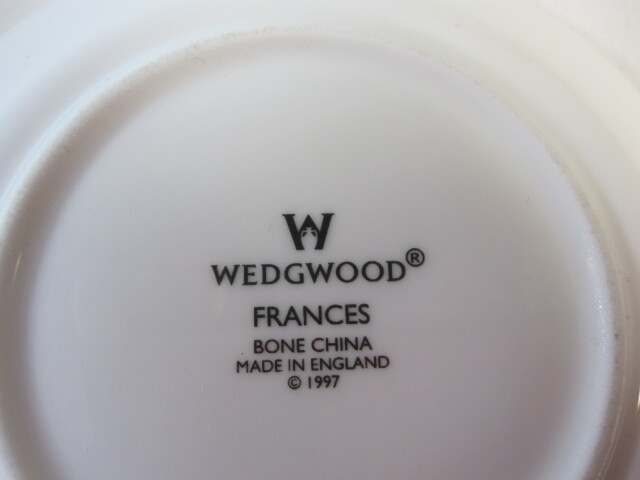 W
WEDGWOOD®
FRANCES
BONE CHINA
MADE IN ENGLAND
© 1997